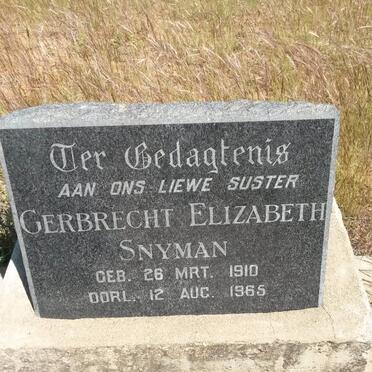 Ter Gedagtenis
AAN ONS LIEWE SUSTER
GERBRECHT ELIZABETH
SNYMAN
GEB. 26 MRT. 1910
OORL. 12 AUG. 1965